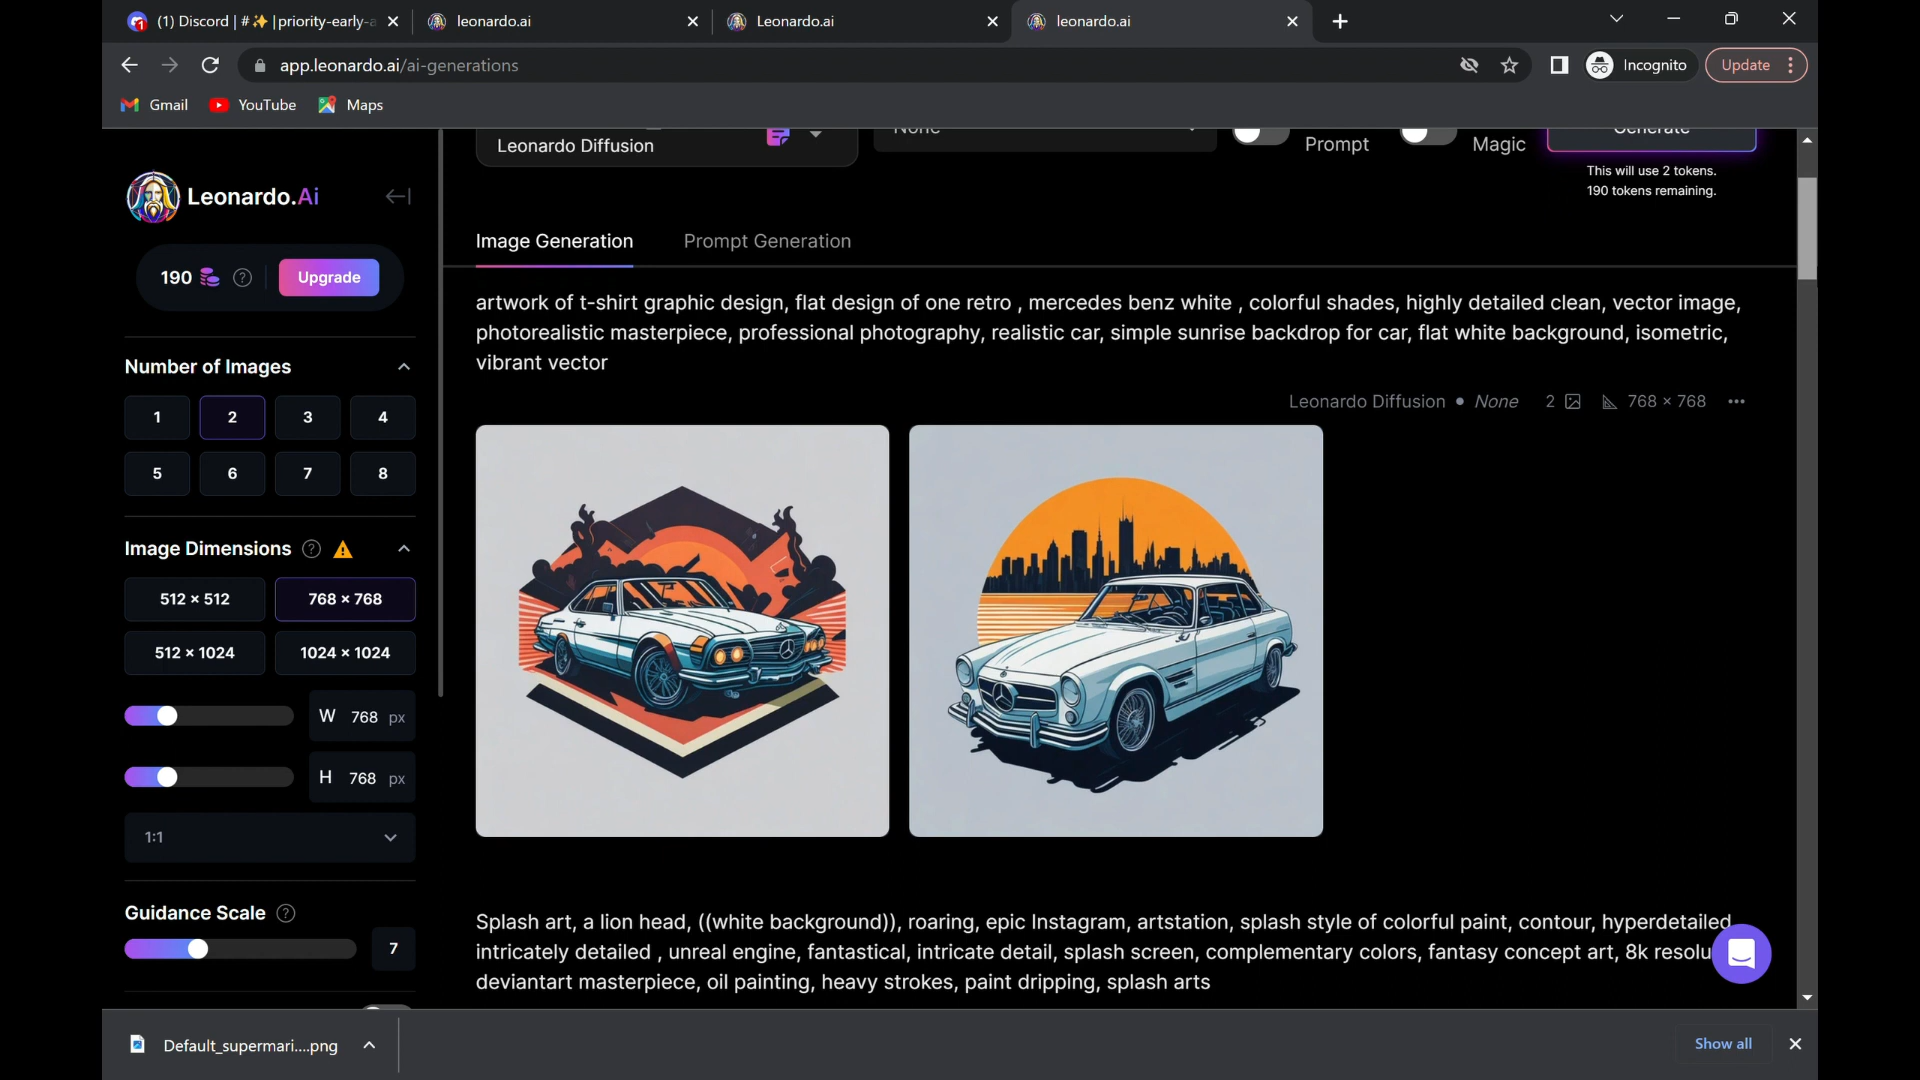 (1) Discord | #✨|priority-early-a
leonardo.ai
Leonardo.ai
leonardo.ai
app.leonardo.ai/ai-generations
Incognito
Update
Gmail
YouTube
Maps
Leonardo.Ai
190
Upgrade
Number of Images
1
2
3
4
5
6
7
8
Image Dimensions
512 × 512
768 × 768
512 × 1024
1024 × 1024
W 768 px
H 768 px
1:1
Guidance Scale
7
Leonardo Diffusion
None
Prompt
Magic
Generate
This will use 2 tokens.
190 tokens remaining.
Image Generation
Prompt Generation
artwork of t-shirt graphic design, flat design of one retro , mercedes benz white , colorful shades, highly detailed clean, vector image,
photorealistic masterpiece, professional photography, realistic car, simple sunrise backdrop for car, flat white background, isometric,
vibrant vector
Leonardo Diffusion • None 2 768 × 768
Splash art, a lion head, ((white background)), roaring, epic Instagram, artstation, splash style of colorful paint, contour, hyperdetailed
intricately detailed , unreal engine, fantastical, intricate detail, splash screen, complementary colors, fantasy concept art, 8k resolu
deviantart masterpiece, oil painting, heavy strokes, paint dripping, splash arts
Default_supermari....png
Show all